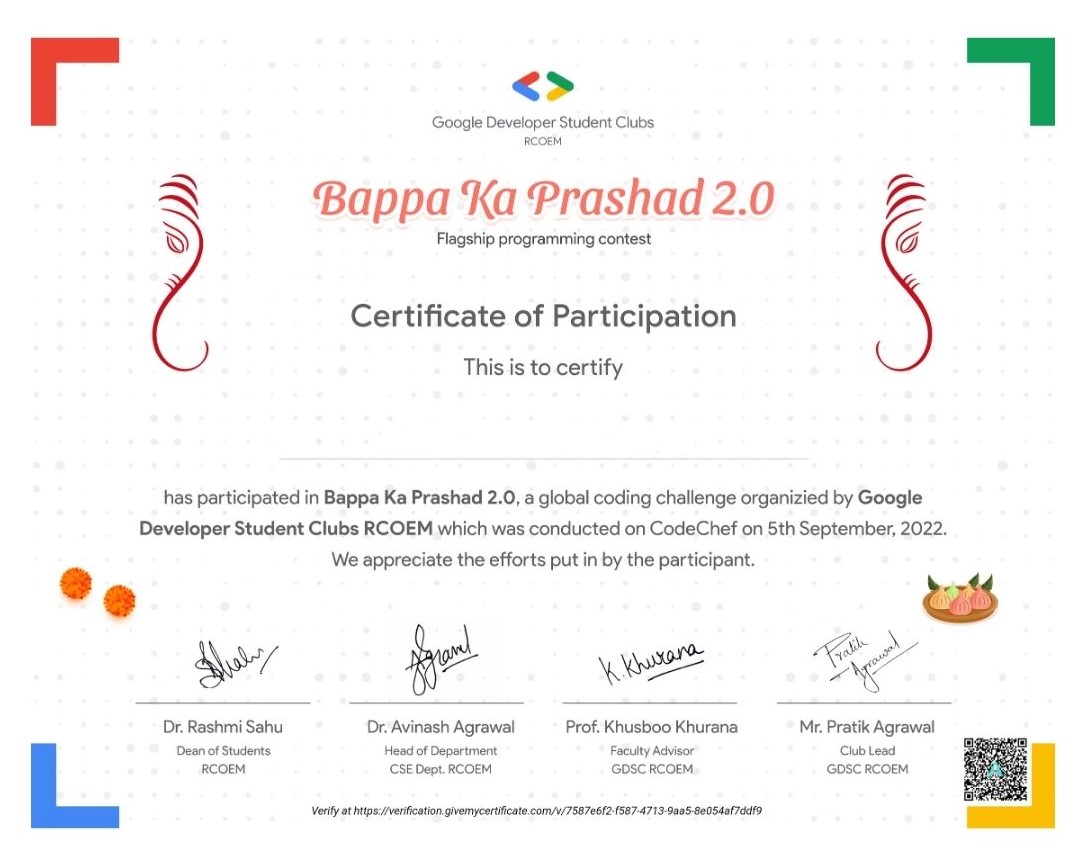 Google Developer Student Clubs
RCOEM
Bappa Ka Prashad 2.0
Flagship programming contest
Certificate of Participation
This is to certify
has participated in Bappa Ka Prashad 2.0, a global coding challenge organizied by Google
Developer Student Clubs RCOEM which was conducted on CodeChef on 5th September, 2022.
We appreciate the efforts put in by the participant.
K. Khurana
Pratik
Agrawal
Dr. Rashmi Sahu
Dean of Students
RCOEM
Dr. Avinash Agrawal
Head of Department
CSE Dept. RCOEM
Prof. Khusboo Khurana
Faculty Advisor
GDSC RCOEM
Mr. Pratik Agrawal
Club Lead
GDSC RCOEM
Verify at https://verification.givemycertificate.com/v/7587e6f2-f587-4713-9aa5-8e054af7ddf9